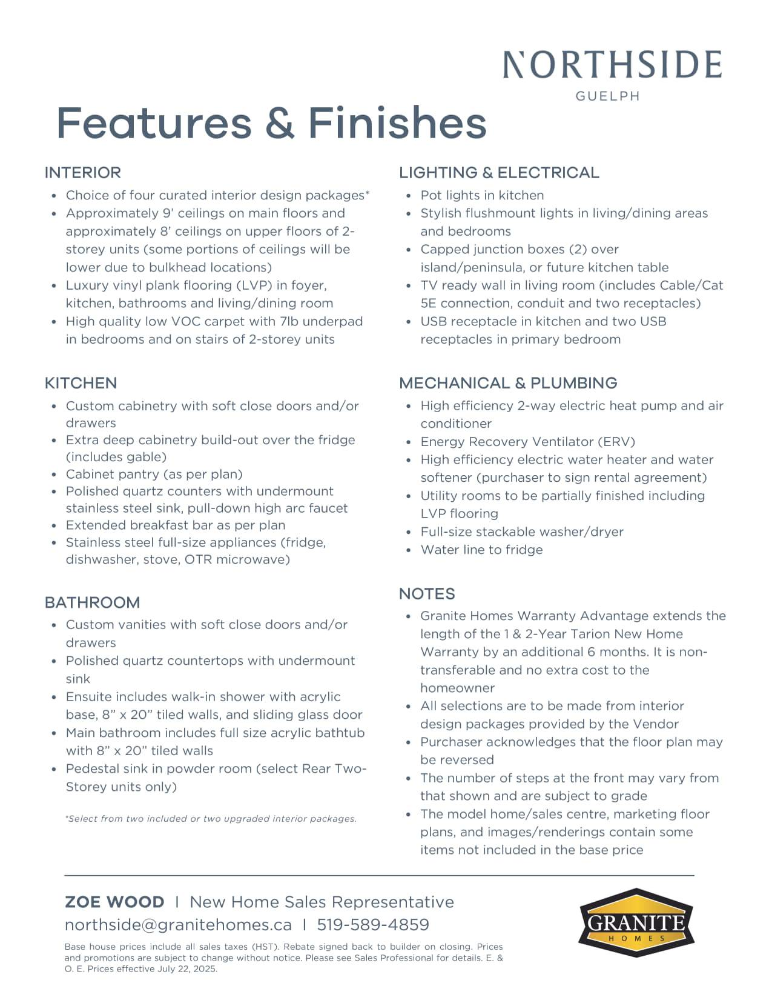 NORTHSIDE
GUELPH
Features & Finishes
INTERIOR
• Choice of four curated interior design packages*
• Approximately 9’ ceilings on main floors and
approximately 8’ ceilings on upper floors of 2-
storey units (some portions of ceilings will be
lower due to bulkhead locations)
• Luxury vinyl plank flooring (LVP) in foyer,
kitchen, bathrooms and living/dining room
• High quality low VOC carpet with 7lb underpad
in bedrooms and on stairs of 2-storey units
KITCHEN
• Custom cabinetry with soft close doors and/or
drawers
• Extra deep cabinetry build-out over the fridge
(includes gable)
• Cabinet pantry (as per plan)
• Polished quartz counters with undermount
stainless steel sink, pull-down high arc faucet
• Extended breakfast bar as per plan
• Stainless steel full-size appliances (fridge,
dishwasher, stove, OTR microwave)
BATHROOM
• Custom vanities with soft close doors and/or
drawers
• Polished quartz countertops with undermount
sink
• Ensuite includes walk-in shower with acrylic
base, 8” x 20” tiled walls, and sliding glass door
• Main bathroom includes full size acrylic bathtub
with 8” x 20” tiled walls
• Pedestal sink in powder room (select Rear Two-
Storey units only)
*Select from two included or two upgraded interior packages.
LIGHTING & ELECTRICAL
• Pot lights in kitchen
• Stylish flushmount lights in living/dining areas
and bedrooms
• Capped junction boxes (2) over
island/peninsula, or future kitchen table
• TV ready wall in living room (includes Cable/Cat
5E connection, conduit and two receptacles)
• USB receptacle in kitchen and two USB
receptacles in primary bedroom
MECHANICAL & PLUMBING
• High efficiency 2-way electric heat pump and air
conditioner
• Energy Recovery Ventilator (ERV)
• High efficiency electric water heater and water
softener (purchaser to sign rental agreement)
• Utility rooms to be partially finished including
LVP flooring
• Full-size stackable washer/dryer
• Water line to fridge
NOTES
• Granite Homes Warranty Advantage extends the
length of the 1 & 2-Year Tarion New Home
Warranty by an additional 6 months. It is non-
transferable and no extra cost to the
homeowner
• All selections are to be made from interior
design packages provided by the Vendor
• Purchaser acknowledges that the floor plan may
be reversed
• The number of steps at the front may vary from
that shown and are subject to grade
• The model home/sales centre, marketing floor
plans, and images/renderings contain some
items not included in the base price
ZOE WOOD | New Home Sales Representative
northside@granitehomes.ca | 519-589-4859
Base house prices include all sales taxes (HST). Rebate signed back to builder on closing. Prices
and promotions are subject to change without notice. Please see Sales Professional for details. E. &
O. E. Prices effective July 22, 2025.
GRANITE
HOMES